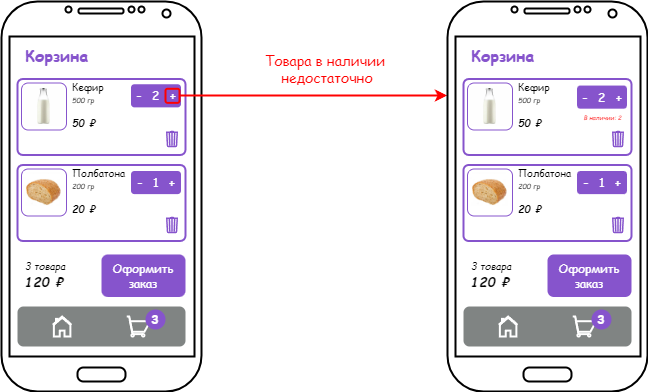 Корзина
Кефир
500 гр
- 2 +
50 ₽
Полбатона
200 гр
- 1 +
20 ₽
3 товара
120 ₽
Оформить
заказ
3
Товара в наличии
недостаточно
Корзина
Кефир
500 гр
- 2 +
В наличии: 2
50 ₽
Полбатона
200 гр
- 1 +
20 ₽
3 товара
120 ₽
Оформить
заказ
3